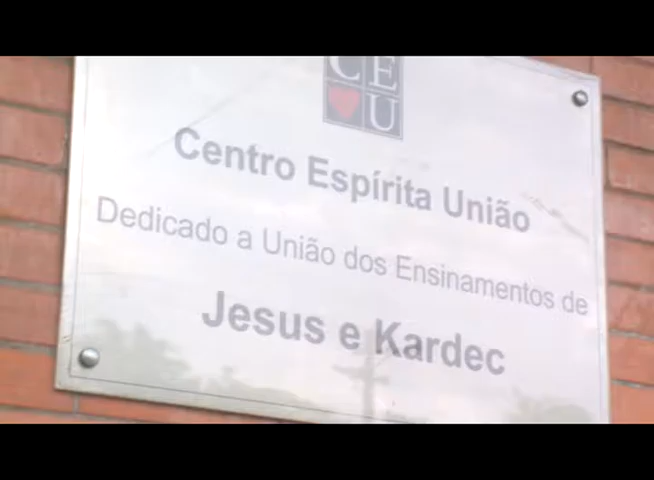 CE
U
Centro Espírita União
Dedicado a União dos Ensinamentos de
Jesus e Kardec